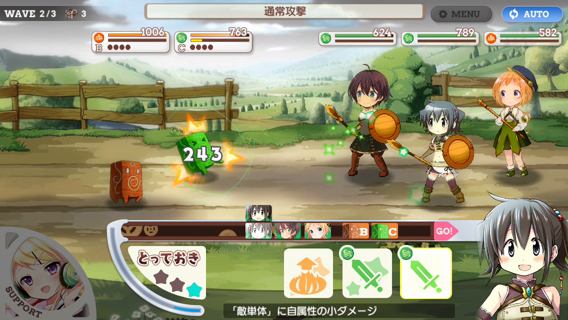 WAVE 2/3 3
通常攻撃
MENU
AUTO
1006
B
763
C
624
789
582
243
B C GO!
とっておき
SUPPORT
「敵単体」に自属性の小ダメージ